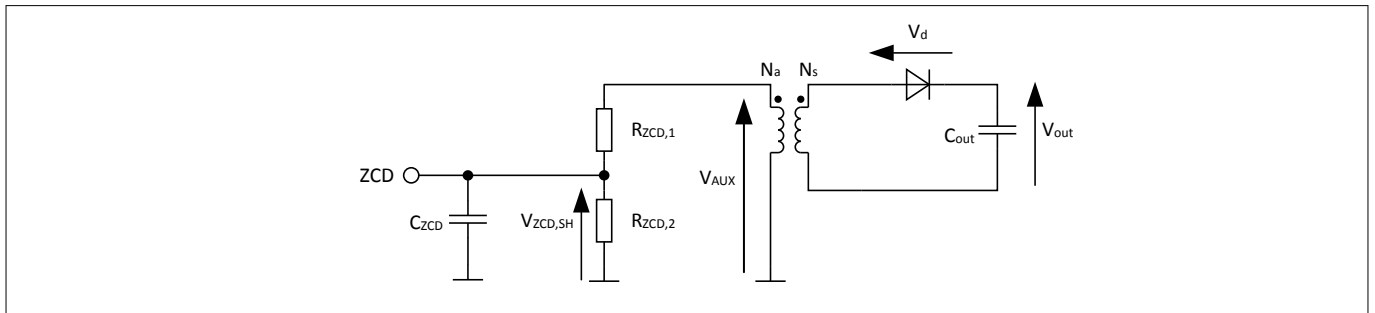 Vd
Na Ns
RZCD,1
Cout
Vout
ZCD
VAUX
CZCD
VZCD,SH
RZCD,2